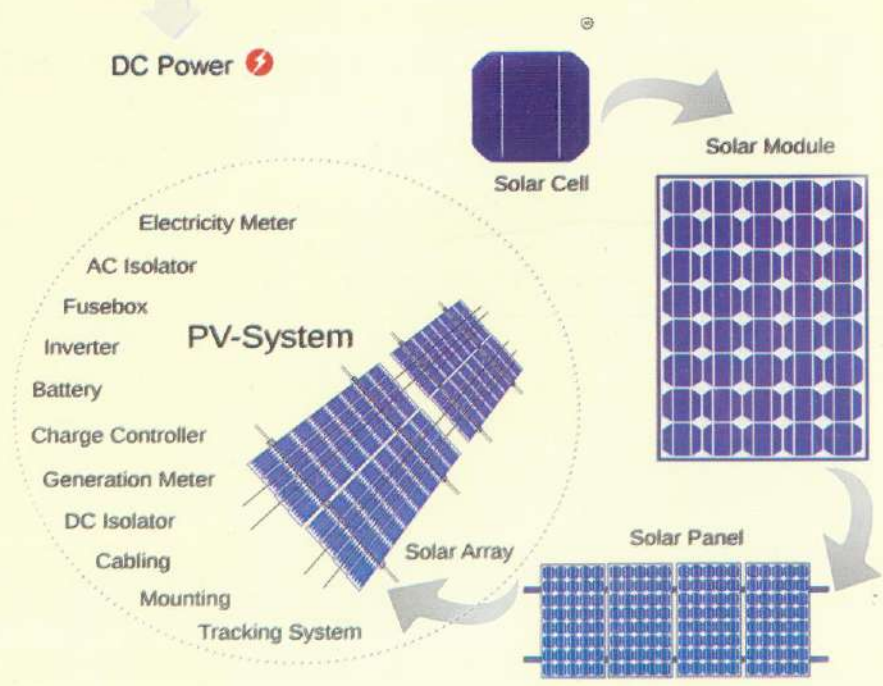 DC Power
Solar Cell
Solar Module
Electricity Meter
AC Isolator
Fusebox
PV-System
Inverter
Battery
Charge Controller
Generation Meter
DC Isolator
Cabling
Mounting
Tracking System
Solar Array
Solar Panel